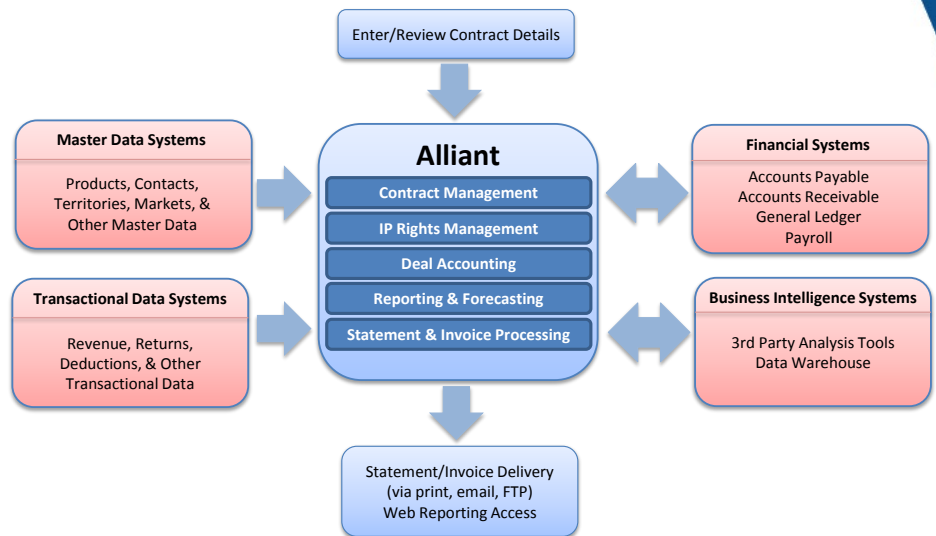 Enter/Review Contract Details
Master Data Systems
Products, Contacts,
Territories, Markets, &
Other Master Data
Transactional Data Systems
Revenue, Returns,
Deductions, & Other
Transactional Data
Alliant
Contract Management
IP Rights Management
Deal Accounting
Reporting & Forecasting
Statement & Invoice Processing
Financial Systems
Accounts Payable
Accounts Receivable
General Ledger
Payroll
Business Intelligence Systems
3rd Party Analysis Tools
Data Warehouse
Statement/Invoice Delivery
(via print, email, FTP)
Web Reporting Access